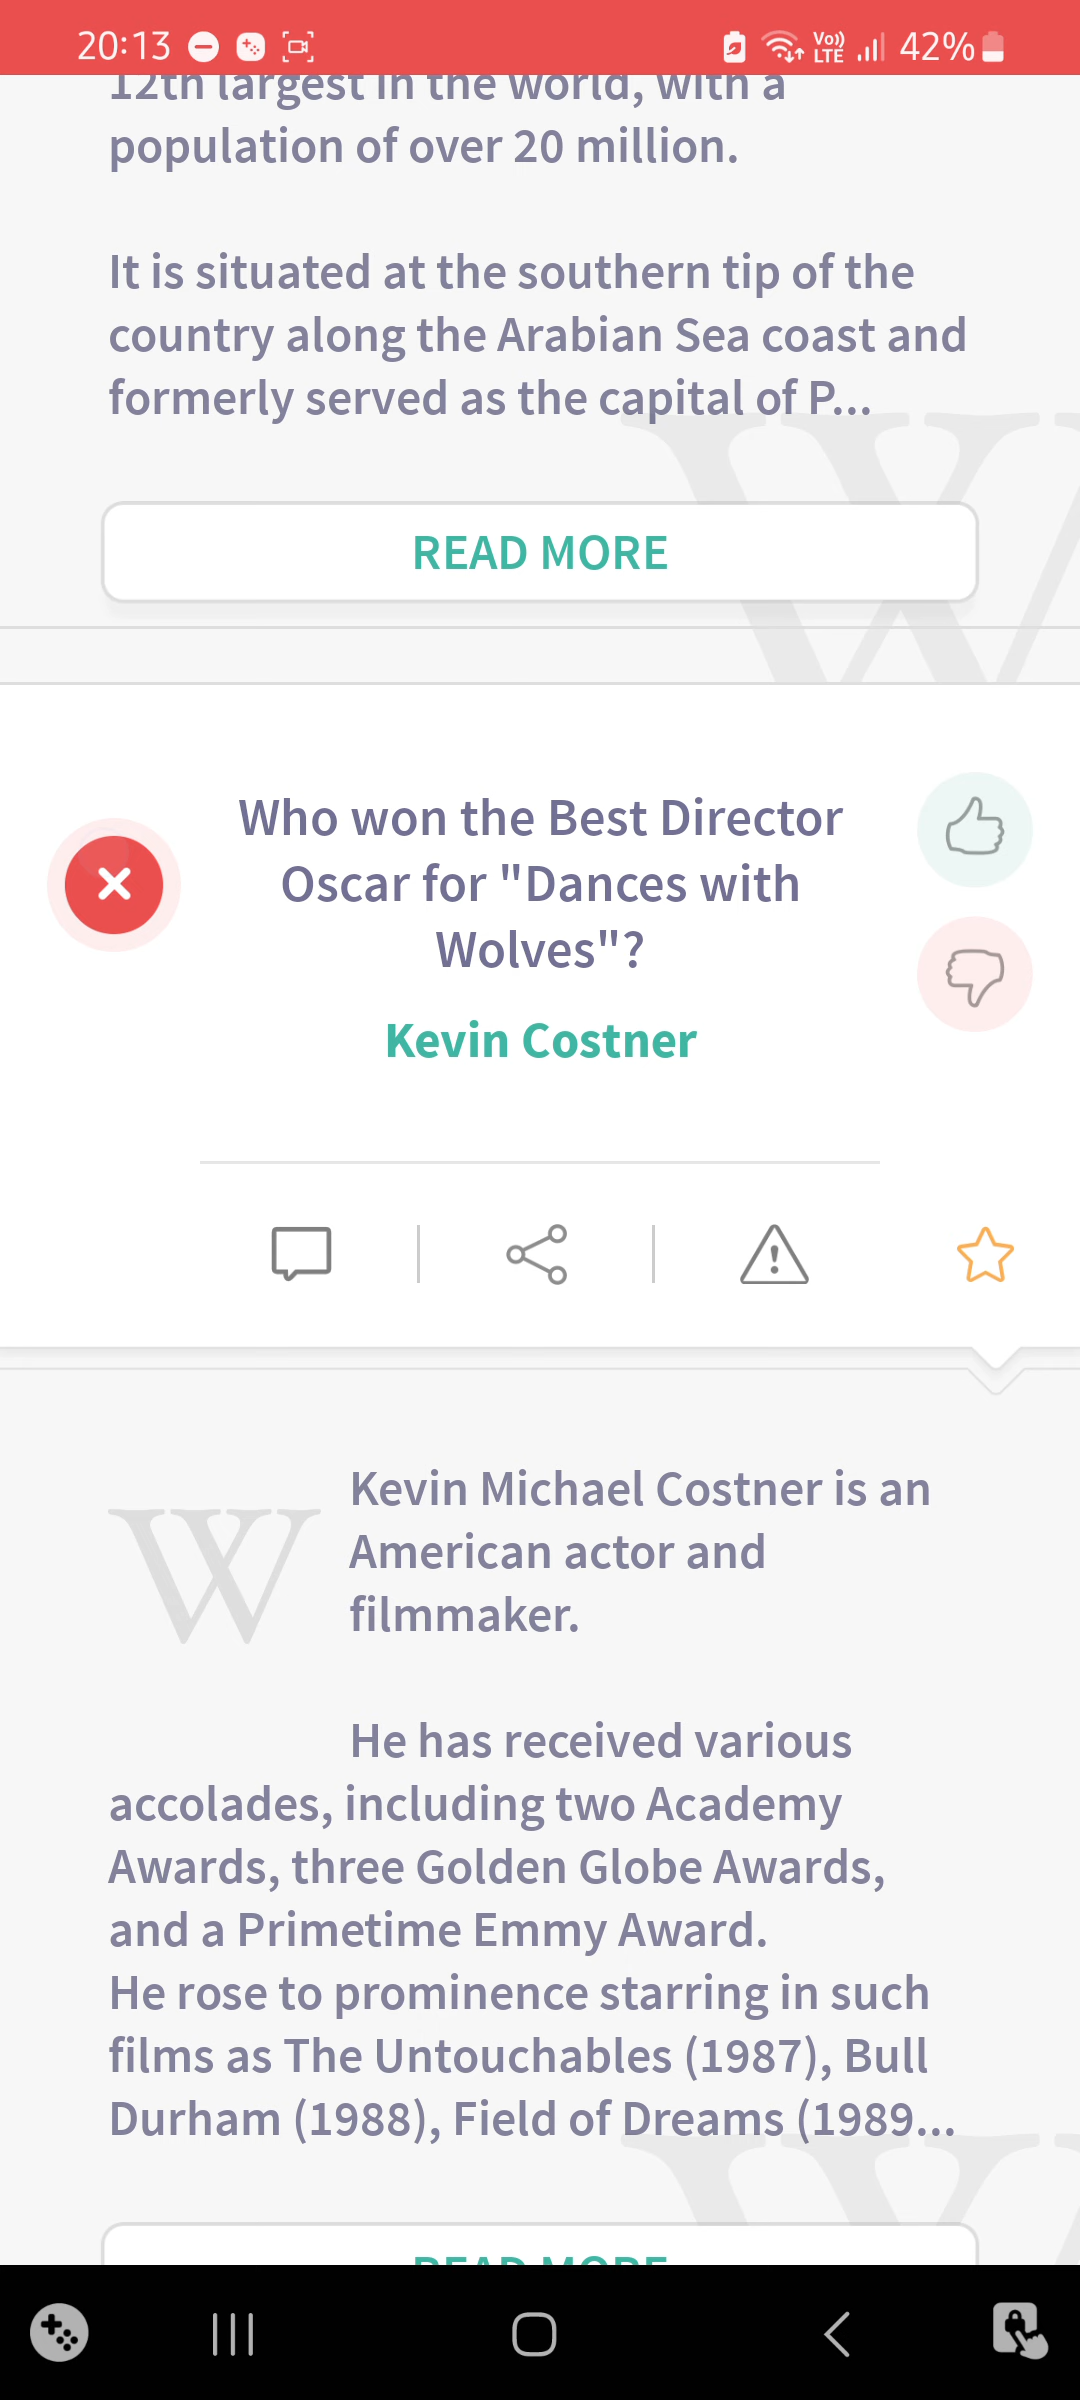 20:13
Vo)) LTE
42%
12th largest in the world, with a
population of over 20 million.
It is situated at the southern tip of the
country along the Arabian Sea coast and
formerly served as the capital of P...
READ MORE
Who won the Best Director
Oscar for "Dances with
Wolves"?
Kevin Costner
W
Kevin Michael Costner is an
American actor and
filmmaker.
He has received various
accolades, including two Academy
Awards, three Golden Globe Awards,
and a Primetime Emmy Award.
He rose to prominence starring in such
films as The Untouchables (1987), Bull
Durham (1988), Field of Dreams (1989...
READ MORE